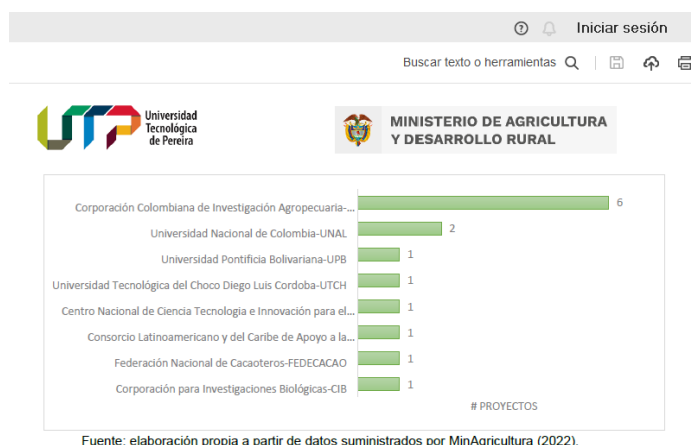 Iniciar sesión
Buscar texto o herramientas
UTP Universidad
Tecnológica
de Pereira
MINISTERIO DE AGRICULTURA
Y DESARROLLO RURAL
Corporación Colombiana de Investigación Agropecuaria-... 6
Universidad Nacional de Colombia-UNAL 2
Universidad Pontificia Bolivariana-UPB 1
Universidad Tecnológica del Choco Diego Luis Cordoba-UTCH 1
Centro Nacional de Ciencia Tecnologia e Innovación para el... 1
Consorcio Latinoamericano y del Caribe de Apoyo a la... 1
Federación Nacional de Cacaoteros-FEDECACAO 1
Corporación para Investigaciones Biológicas-CIB 1
# PROYECTOS
Fuente: elaboración propia a partir de datos suministrados por MinAgricultura (2022).